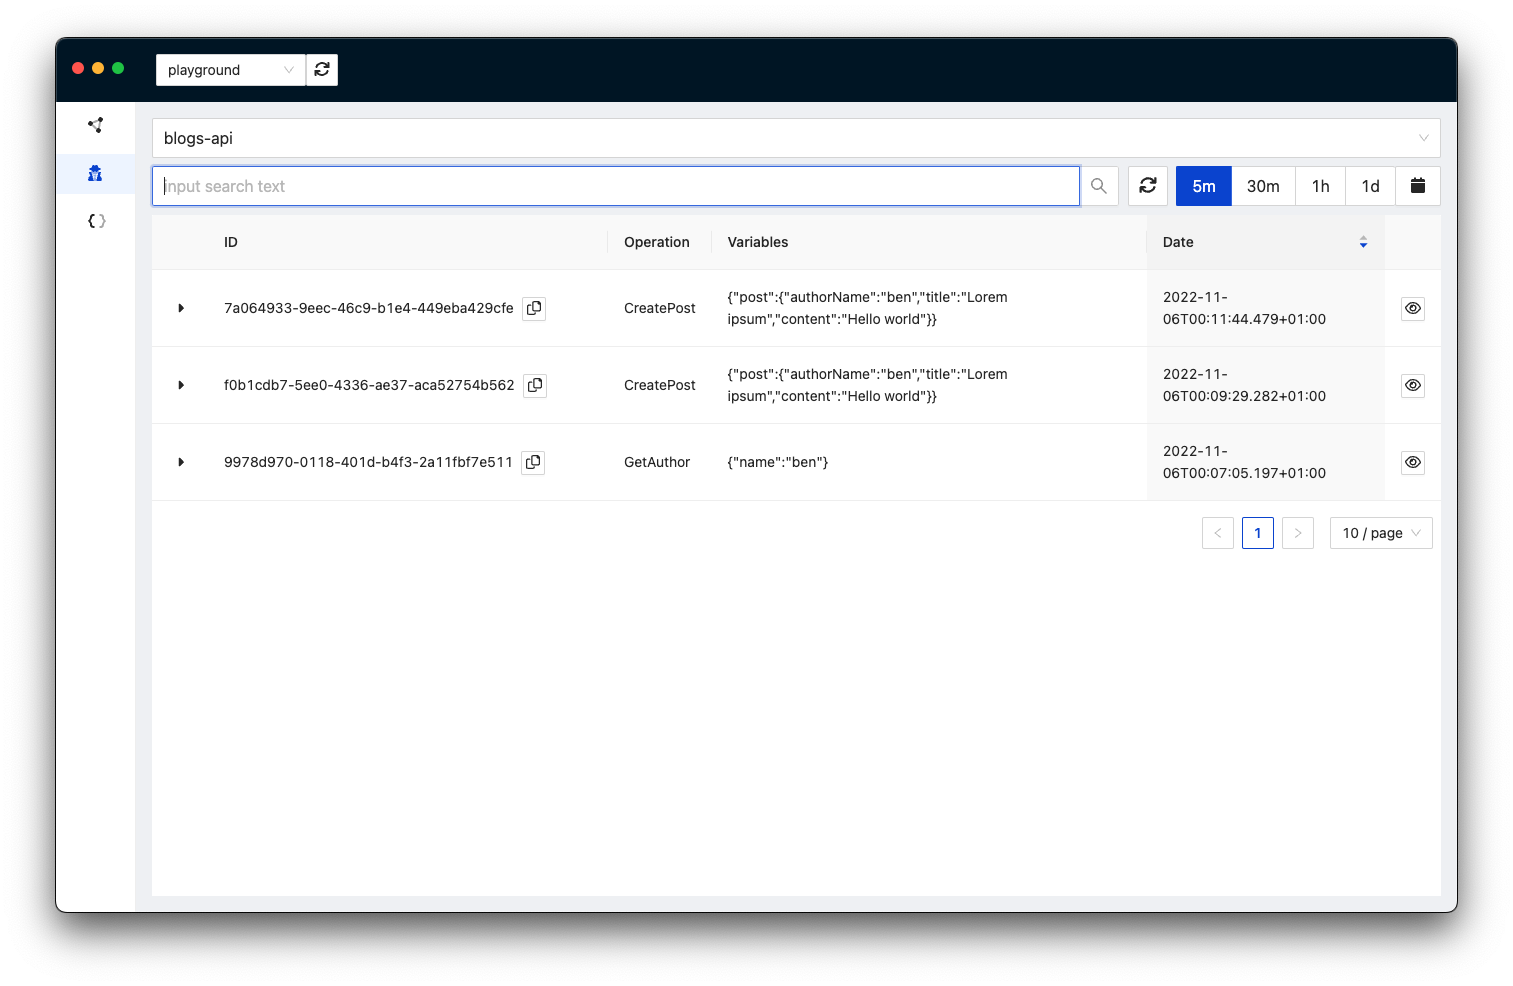 playground
blogs-api
input search text
5m 30m 1h 1d
ID Operation Variables Date
7a064933-9eec-46c9-b1e4-449eba429cfe CreatePost {"post":{"authorName":"ben","title":"Lorem 2022-11-
ipsum","content":"Hello world"}} 06T00:11:44.479+01:00
f0b1cdb7-5ee0-4336-ae37-aca52754b562 CreatePost {"post":{"authorName":"ben","title":"Lorem 2022-11-
ipsum","content":"Hello world"}} 06T00:09:29.282+01:00
9978d970-0118-401d-b4f3-2a11fbf7e511 GetAuthor {"name":"ben"} 2022-11-
06T00:07:05.197+01:00
1 10 / page